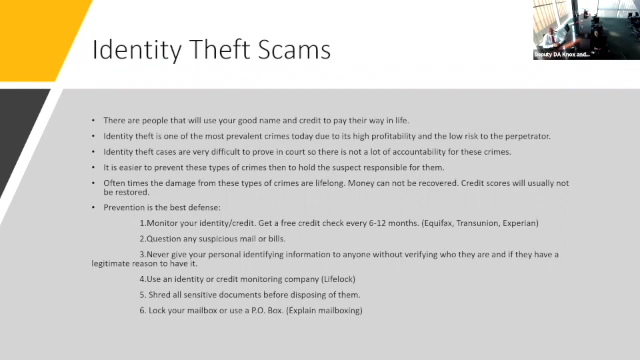 Identity Theft Scams
Deputy DA Knox and...
• There are people that will use your good name and credit to pay their way in life.
• Identity theft is one of the most prevalent crimes today due to its high profitability and the low risk to the perpetrator.
• Identity theft cases are very difficult to prove in court so there is not a lot of accountability for these crimes.
• It is easier to prevent these types of crimes then to hold the suspect responsible for them.
• Often times the damage from these types of crimes are lifelong. Money can not be recovered. Credit scores will usually not
be restored.
• Prevention is the best defense:
1.Monitor your identity/credit. Get a free credit check every 6-12 months. (Equifax, Transunion, Experian)
2.Question any suspicious mail or bills.
3.Never give your personal identifying information to anyone without verifying who they are and if they have a
legitimate reason to have it.
4.Use an identity or credit monitoring company (Lifelock)
5. Shred all sensitive documents before disposing of them.
6. Lock your mailbox or use a P.O. Box. (Explain mailboxing)